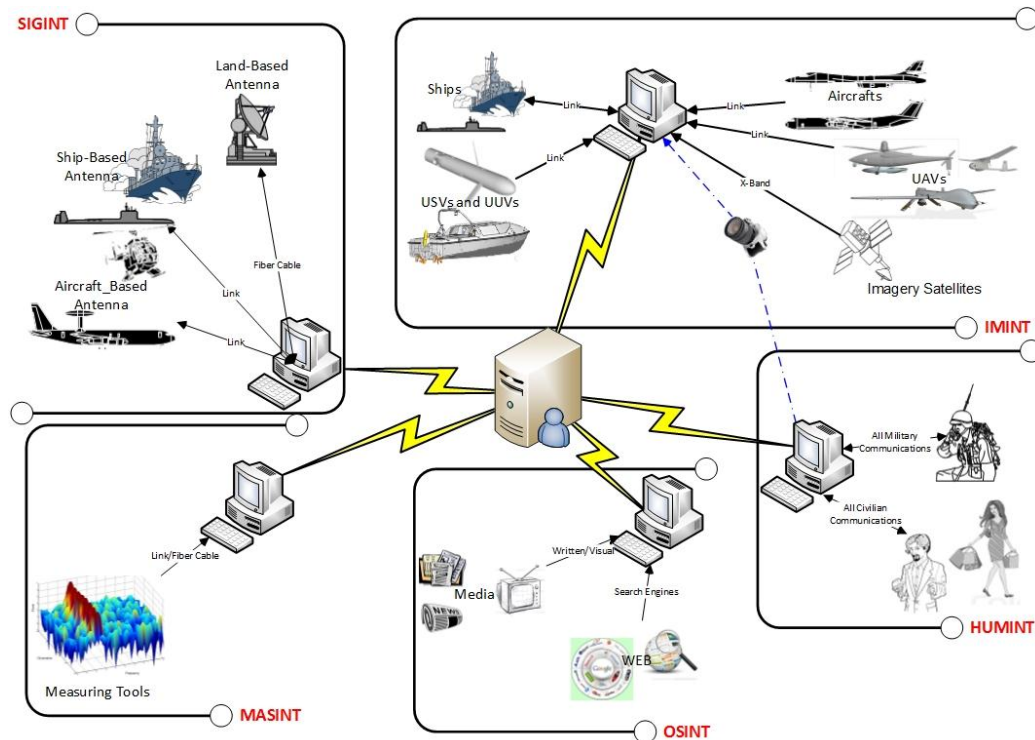 SIGINT
Land-Based
Antenna
Ship-Based
Antenna
Fiber Cable
Link
Aircraft_Based
Antenna
Link
Ships
Link
Aircrafts
Link
Link
UAVs
X-Band
USVs and UUVs
Imagery Satellites
IMINT
All Military
Communications
All Civilian
Communications
HUMINT
Link/Fiber Cable
Measuring Tools
MASINT
Written/Visual
Media
NEWS
Search Engines
WEB
Google
OSINT